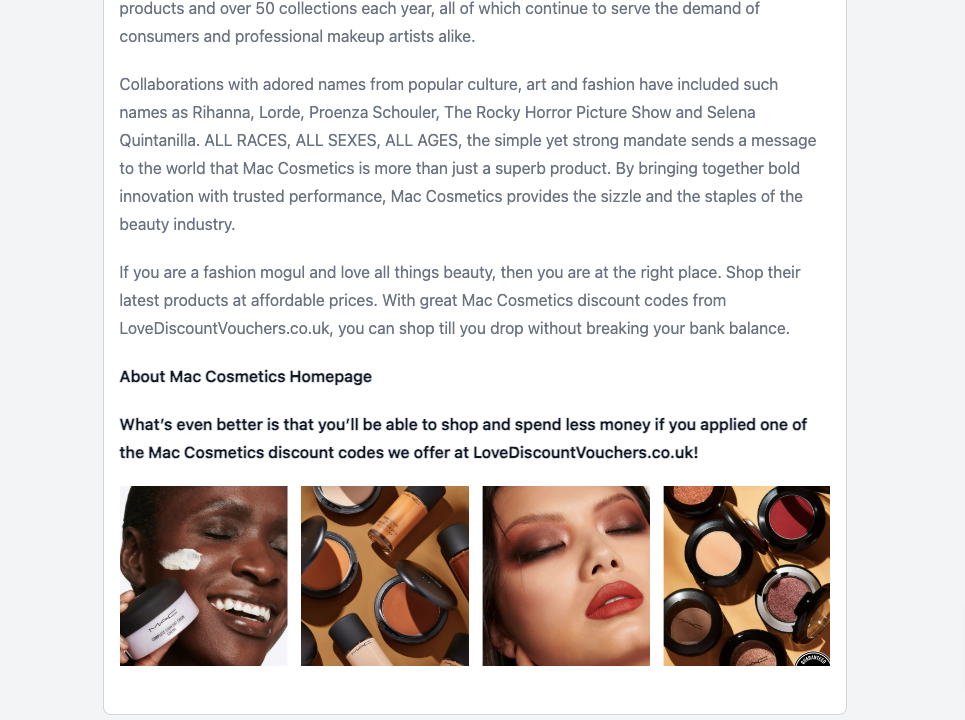 products and over 50 collections each year, all of which continue to serve the demand of
consumers and professional makeup artists alike.
Collaborations with adored names from popular culture, art and fashion have included such
names as Rihanna, Lorde, Proenza Schouler, The Rocky Horror Picture Show and Selena
Quintanilla. ALL RACES, ALL SEXES, ALL AGES, the simple yet strong mandate sends a message
to the world that Mac Cosmetics is more than just a superb product. By bringing together bold
innovation with trusted performance, Mac Cosmetics provides the sizzle and the staples of the
beauty industry.
If you are a fashion mogul and love all things beauty, then you are at the right place. Shop their
latest products at affordable prices. With great Mac Cosmetics discount codes from
LoveDiscountVouchers.co.uk, you can shop till you drop without breaking your bank balance.
About Mac Cosmetics Homepage
What's even better is that you'll be able to shop and spend less money if you applied one of
the Mac Cosmetics discount codes we offer at LoveDiscountVouchers.co.uk!
MAC
GUARANTEED